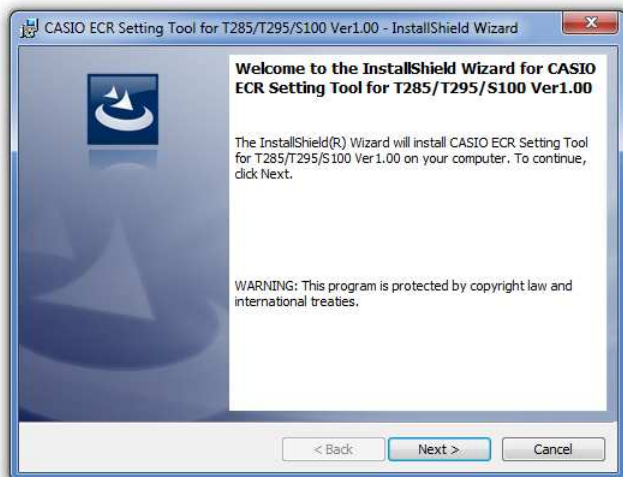 CASIO ECR Setting Tool for T285/T295/S100 Ver1.00 - InstallShield Wizard
Welcome to the InstallShield Wizard for CASIO
ECR Setting Tool for T285/T295/S100 Ver1.00
The InstallShield(R) Wizard will install CASIO ECR Setting Tool
for T285/T295/S100 Ver1.00 on your computer. To continue,
click Next.
WARNING: This program is protected by copyright law and
international treaties.
< Back
Next >
Cancel